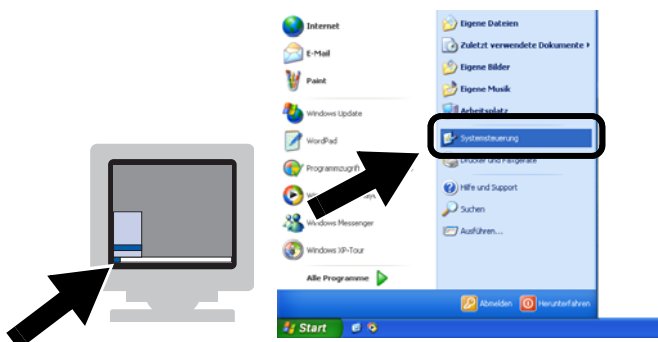 Internet
E-Mail
Paint
Windows Update
WordPad
Windows Messenger
Windows XP-Tour
Alle Programme
Eigene Dateien
Zuletzt verwendete Dokumente
Eigene Bilder
Eigene Musik
Arbeitsplatz
Systemsteuerung
Drucker und Faxgeräte
Hilfe und Support
Suchen
Ausführen...
Abmelden
Herunterfahren
Start